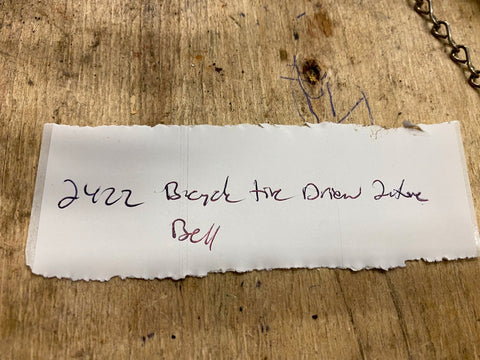 2422 Bicycle tire Driven
Bell